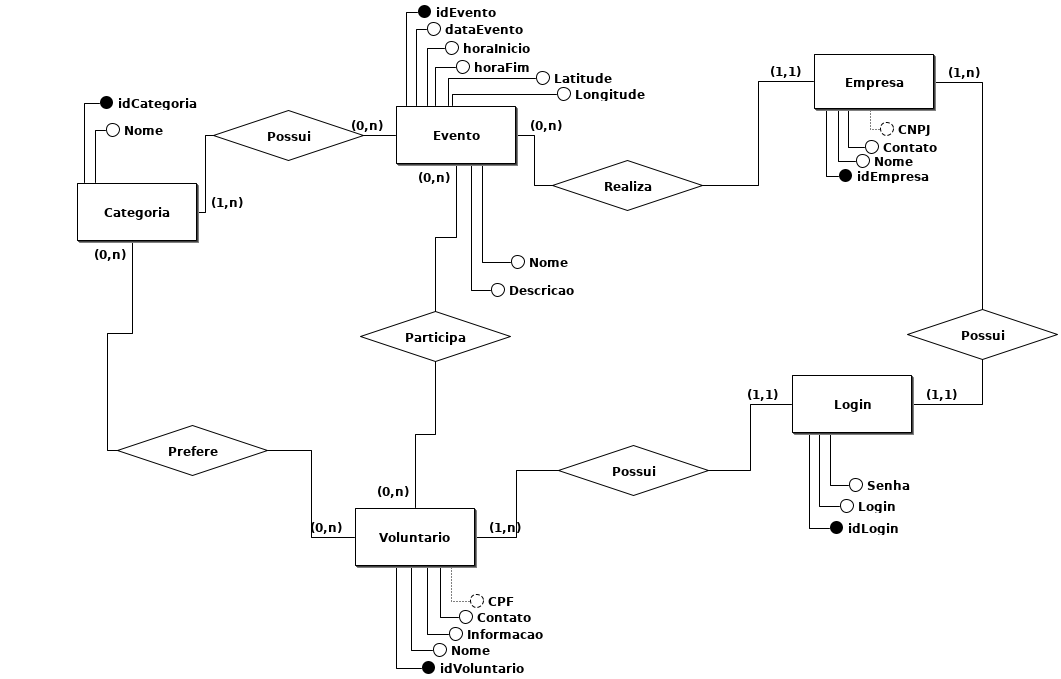 idEvento
dataEvento
horaInicio
horaFim
Latitude
Longitude
(1,1)
Empresa
(1,n)
idCategoria
Nome
Possui
(0,n)
Evento
(0,n)
CNPJ
Contato
Nome
idEmpresa
(0,n)
Realiza
Categoria
(1,n)
(0,n)
Nome
Descricao
Participa
Possui
(1,1)
Login
(1,1)
Prefere
Possui
Senha
Login
idLogin
(0,n)
(0,n)
Voluntario
(1,n)
CPF
Contato
Informacao
Nome
idVoluntario